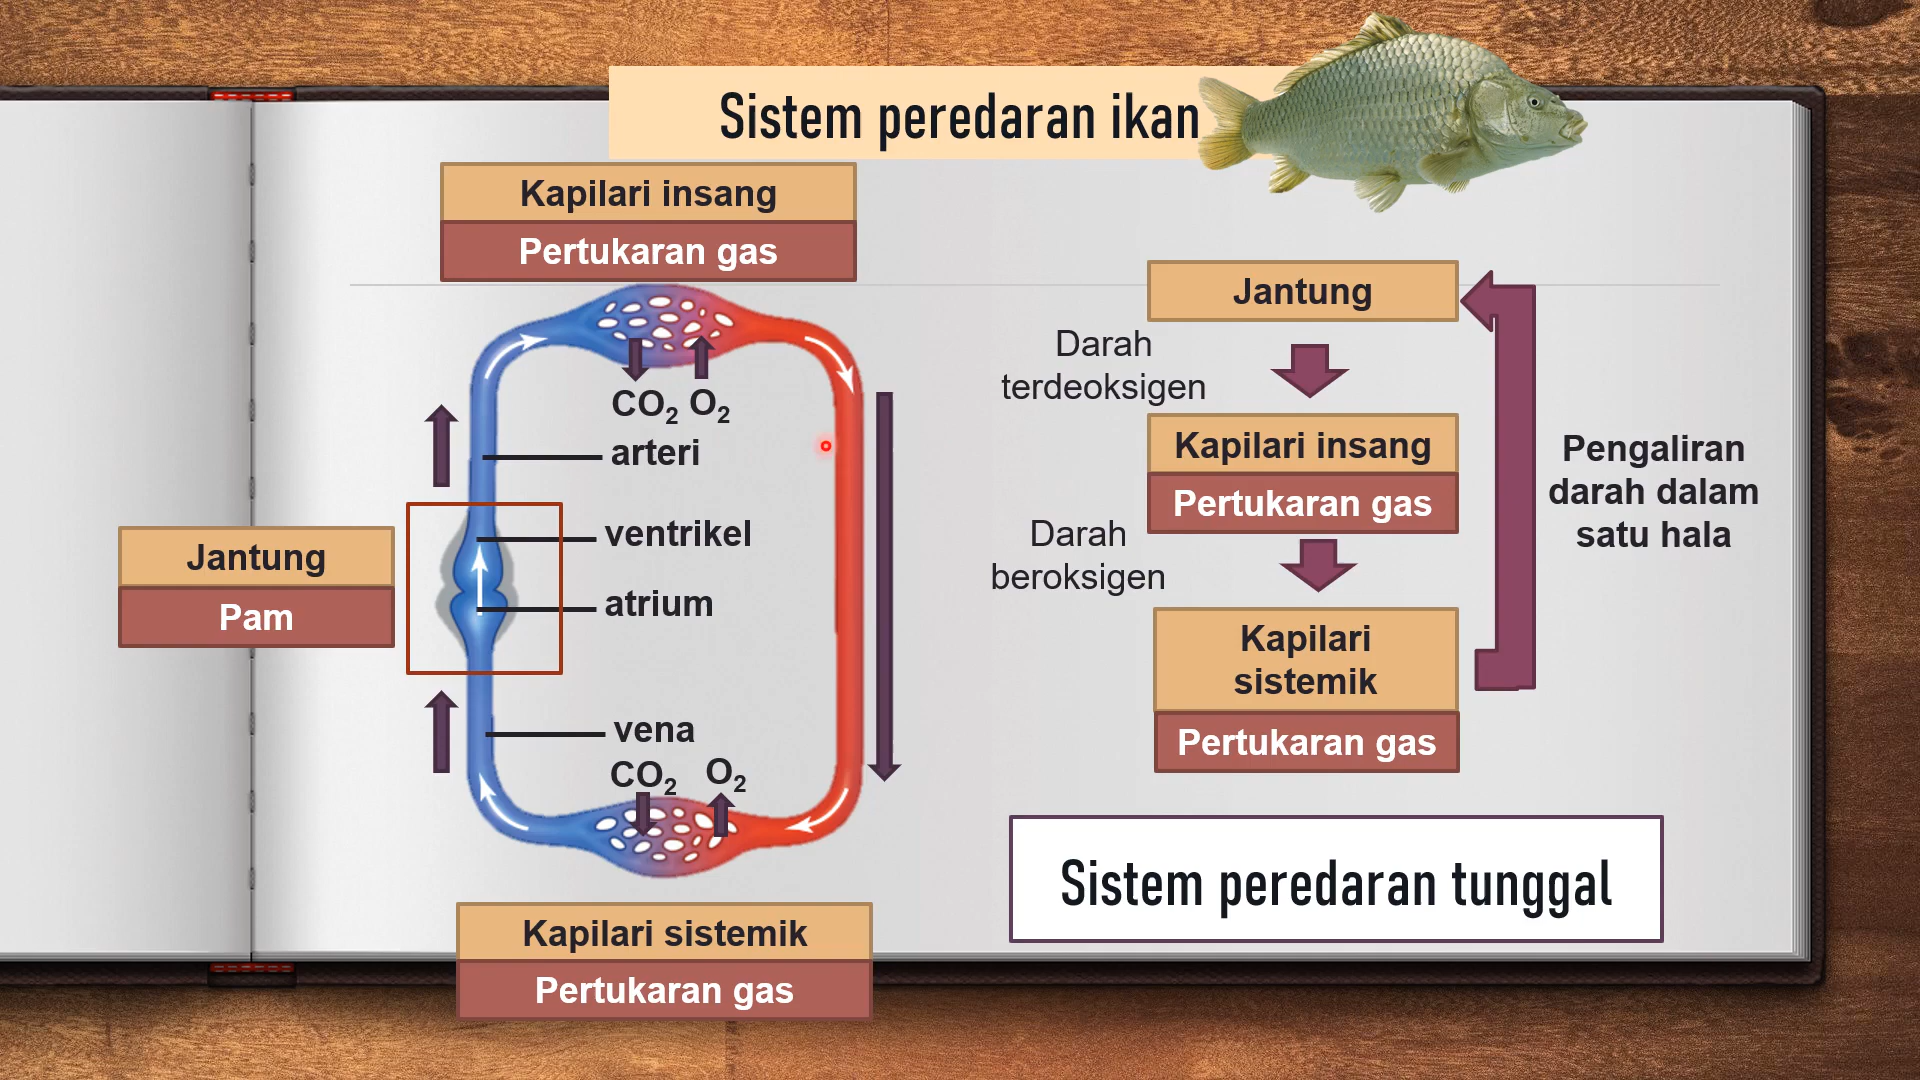 Sistem peredaran ikan
Kapilari insang
Pertukaran gas
CO₂ O₂
arteri
ventrikel
atrium
Jantung
Pam
vena
CO₂ O₂
Kapilari sistemik
Pertukaran gas
Jantung
Darah
terdeoksigen
Kapilari insang
Pertukaran gas
Darah
beroksigen
Kapilari
sistemik
Pertukaran gas
Pengaliran
darah dalam
satu hala
Sistem peredaran tunggal